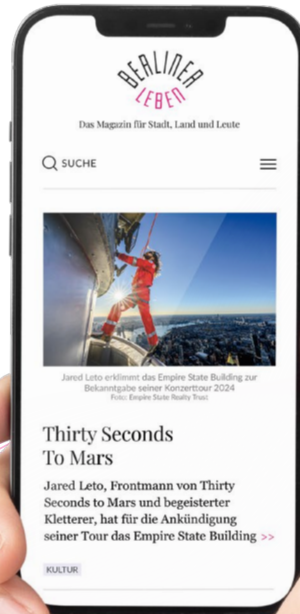 BERLINER
LEBEN
Das Magazin für Stadt, Land und Leute
SUCHE
Jared Leto erklimmt das Empire State Building zur
Bekanntgabe seiner Konzerttour 2024
Foto: Empire State Realty Trust
Thirty Seconds
To Mars
Jared Leto, Frontmann von Thirty
Seconds to Mars und begeisterter
Kletterer, hat für die Ankündigung
seiner Tour das Empire State Building >>
KULTUR